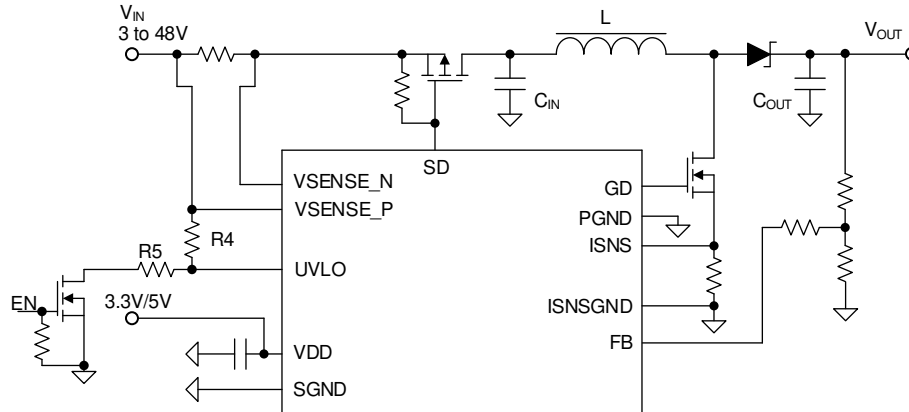 VIN
3 to 48V
L
VOUT
CIN
COUT
SD
VSENSE_N
GD
VSENSE_P
PGND
R4
ISNS
R5
UVLO
EN
3.3V/5V
ISNSGND
VDD
FB
SGND